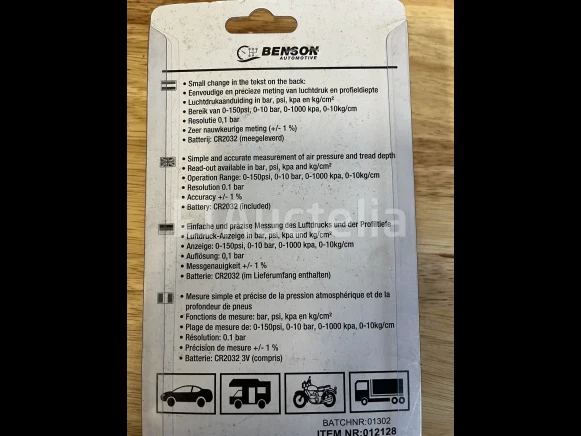 BENSON
AUTOMOTIVE
• Small change in the tekst on the back:
• Eenvoudige en precieze meting van luchtdruk en profieldiepte
• Luchtdrukaanduiding in bar, psi, kpa en kg/cm²
• Bereik van 0-150psi, 0-10 bar, 0-1000 kpa, 0-10kg/cm
• Resolutie 0,1 bar
• Zeer nauwkeurige meting (+/- 1 %)
• Batterij: CR2032 (meegeleverd)
• Simple and accurate measurement of air pressure and tread depth
• Read-out available in bar, psi, kpa and kg/cm²
• Operation Range: 0-150psi, 0-10 bar, 0-1000 kpa, 0-10kg/cm
• Resolution 0.1 bar
• Accuracy +/- 1 %
• Battery: CR2032 (included)
• Einfache und präzise Messung des Luftdrucks und der Profiltiefe
• Luftdruck-Anzeige in bar, psi, kpa und kg/cm²
• Anzeige: 0-150psi, 0-10 bar, 0-1000 kpa, 0-10kg/cm
• Auflösung: 0,1 bar
• Messgenauigkeit +/- 1 %
• Batterie: CR2032 (im Lieferumfang enthalten)
• Mesure simple et précise de la pression atmosphérique et de la
profondeur de pneus
• Fonctions de mesure: bar, psi, kpa en kg/cm²
• Plage de mesure de: 0-150psi, 0-10 bar, 0-1000 kpa, 0-10kg/cm
• Résolution: 0.1 bar
• Précision de mesure +/- 1 %
• Batterie: CR2032 3V (compris)
BATCHNR:01302
ITEM NR:012128